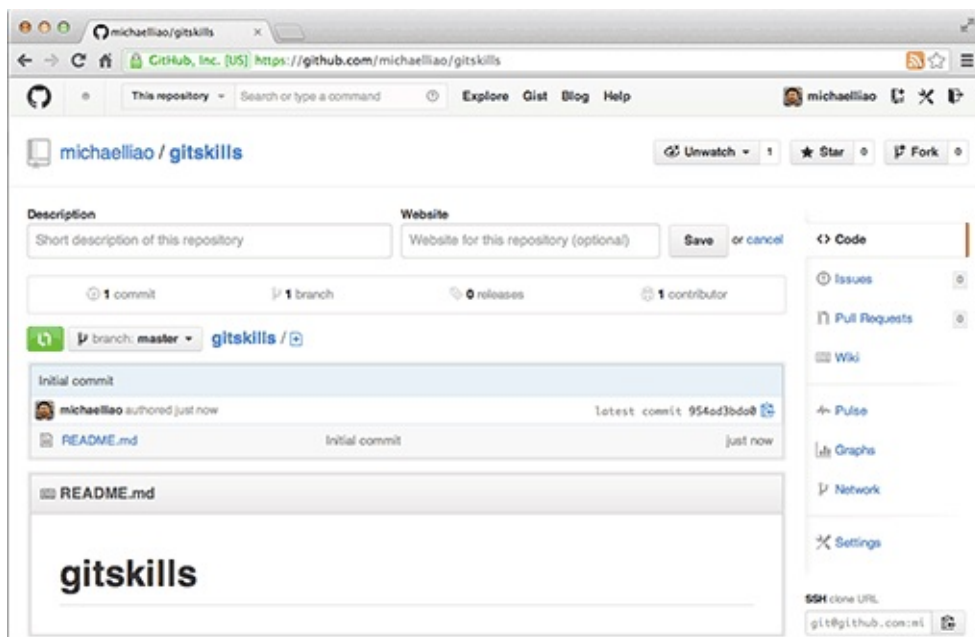 michaelliao/gitskills
GitHub, Inc. [US] https://github.com/michaelliao/gitskills
This repository Search or type a command Explore Gist Blog Help michaelliao
michaelliao / gitskills Unwatch 1 Star 0 Fork 0
Description Website
Short description of this repository Website for this repository (optional) Save or cancel
1 commit 1 branch 0 releases 1 contributor
branch: master gitskills /
Initial commit
michaelliao authored just now latest commit 954ad3bda0
README.md Initial commit just now
README.md
gitskills
Code
Issues 0
Pull Requests 0
Wiki
Pulse
Graphs
Network
Settings
SSH clone URL
git@github.com:mi